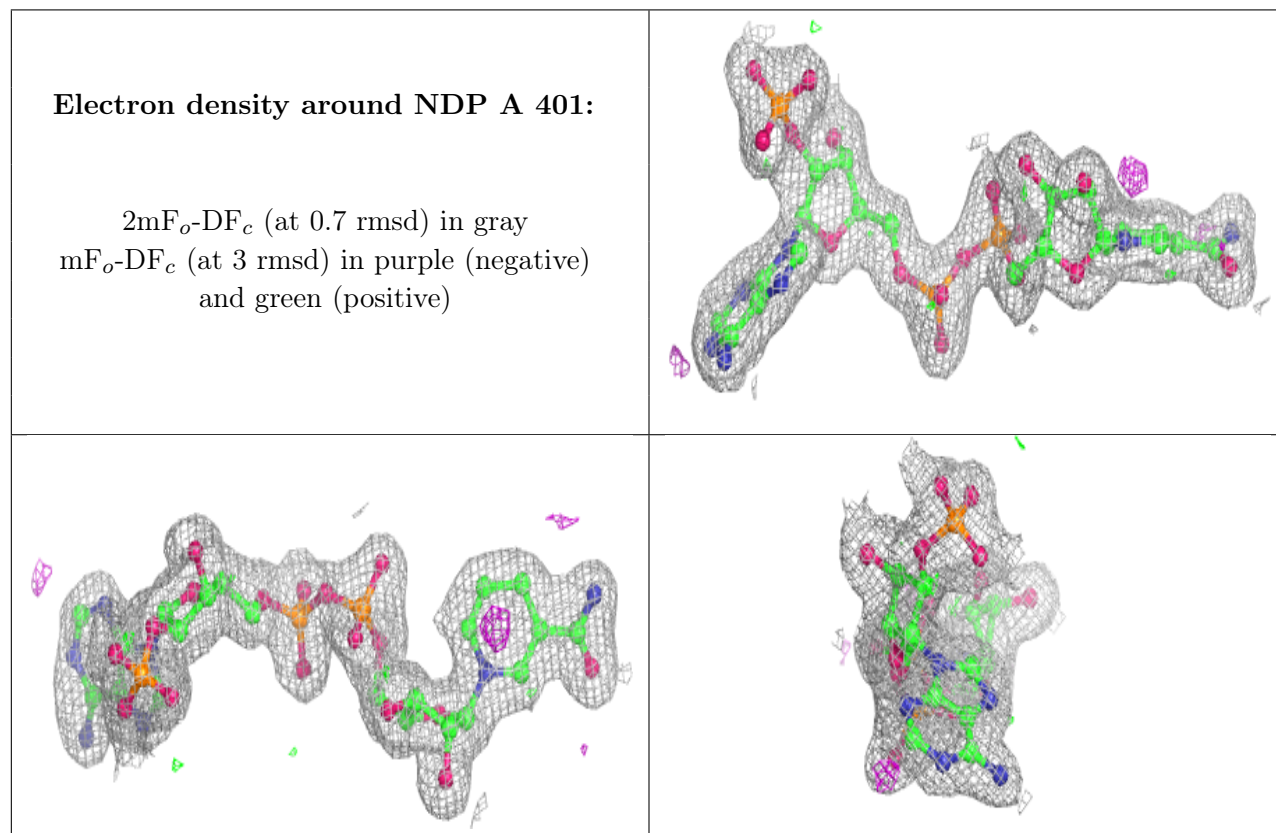 Electron density around NDP A 401:
2mFo-DFc (at 0.7 rmsd) in gray
mFo-DFc (at 3 rmsd) in purple (negative)
and green (positive)